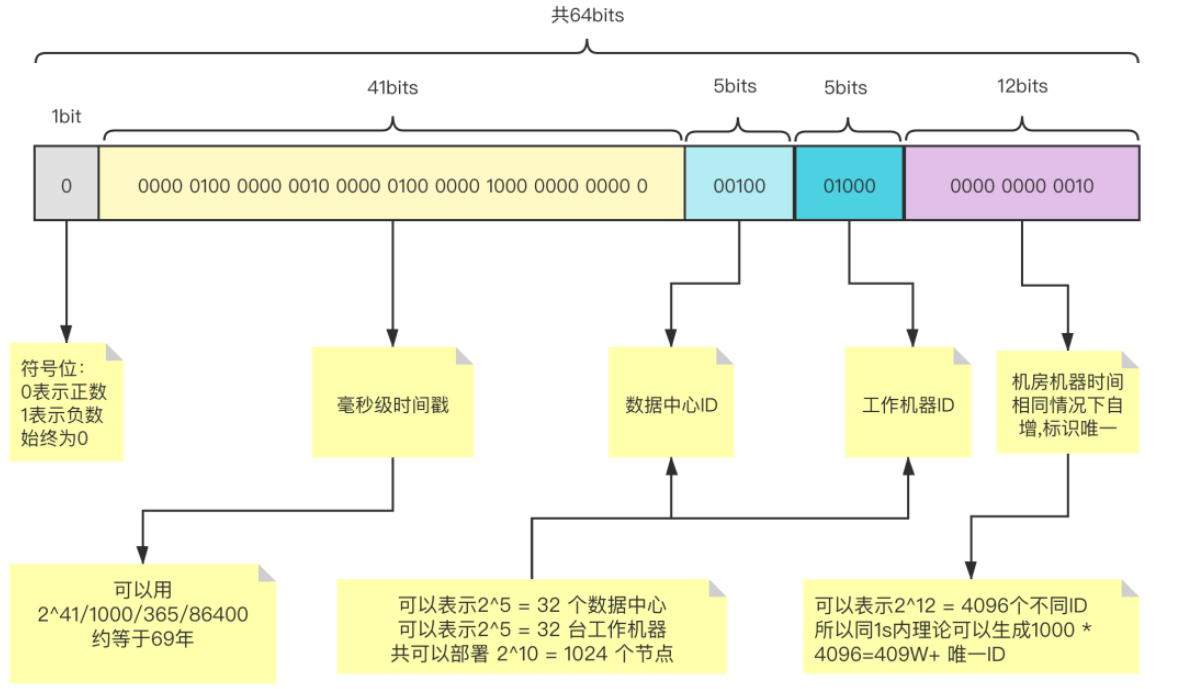 共64bits
1bit
41bits
5bits
5bits
12bits
0
0000 0100 0000 0010 0000 0100 0000 1000 0000 0000 0
00100
01000
0000 0000 0010
符号位：
0表示正数
1表示负数
始终为0
毫秒级时间戳
数据中心ID
工作机器ID
机房机器时间
相同情况下自
增,标识唯一
可以用
2^41/1000/365/86400
约等于69年
可以表示2^5 = 32 个数据中心
可以表示2^5 = 32 台工作机器
共可以部署 2^10 = 1024 个节点
可以表示2^12 = 4096个不同ID
所以同1s内理论可以生成1000 *
4096=409W+ 唯一ID